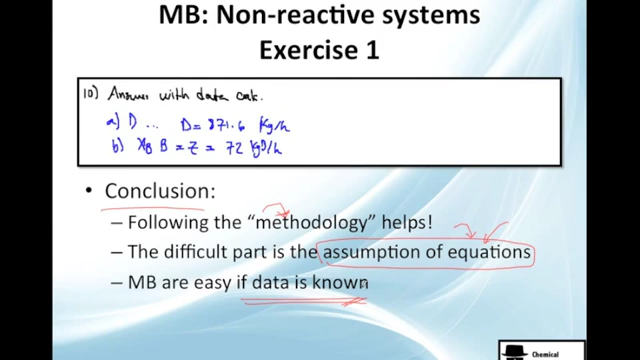 MB: Non-reactive systems
Exercise 1
10) Answer with data calc.
a) D ... D = 871.6 Kg/h
b) XB B = Z = 72 KgB/h
• Conclusion:
– Following the “methodology” helps!
– The difficult part is the assumption of equations
– MB are easy if data is known
Chemical